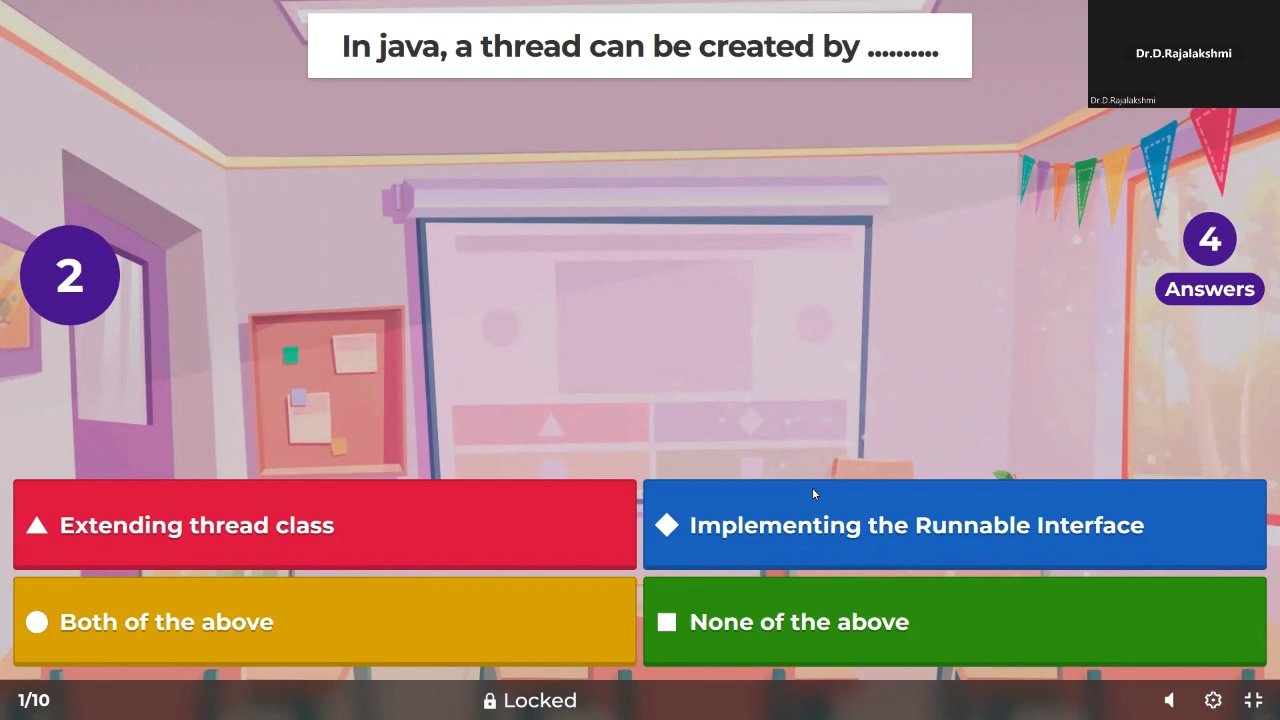 In java, a thread can be created by ..........
Dr.D.Rajalakshmi
Dr.D.Rajalakshmi
2
4
Answers
Extending thread class
Implementing the Runnable Interface
Both of the above
None of the above
1/10
Locked